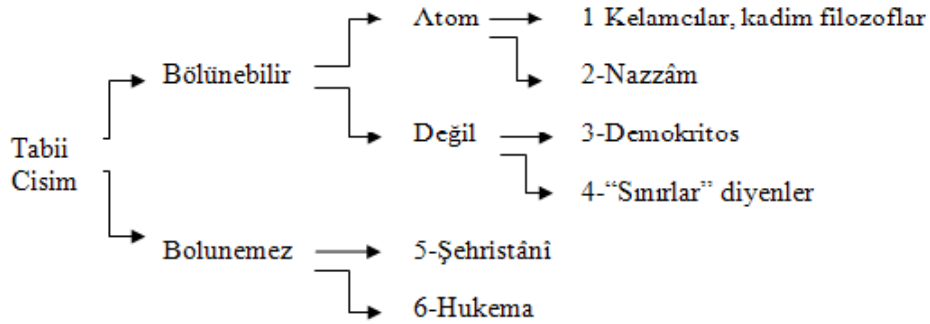 Atom
1 Kelamcılar, kadim filozoflar
Bölünebilir
2-Nazzâm
Değil
3-Demokritos
Tabii
Cisim
4-“Sınırlar” diyenler
Bolunemez
5-Şehristânî
6-Hukema